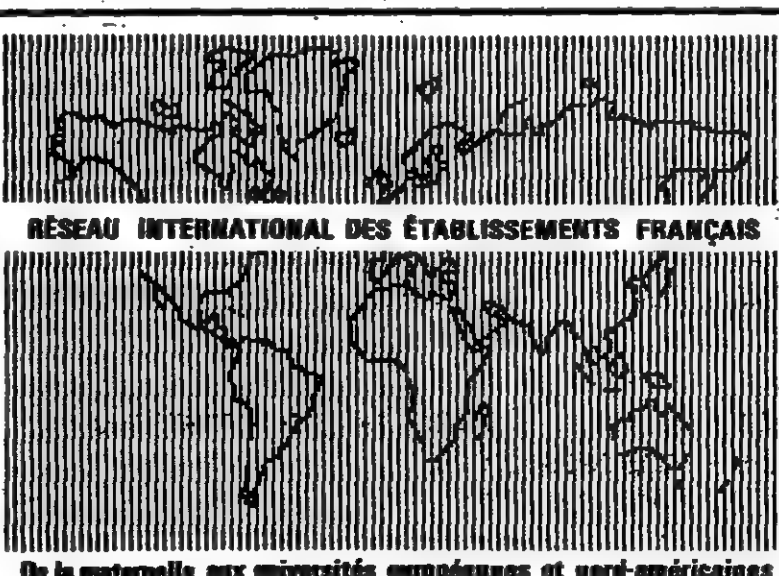 RÉSEAU INTERNATIONAL DES ÉTABLISSEMENTS FRANÇAIS
De la maternelle aux universités européennes et nord-américaines